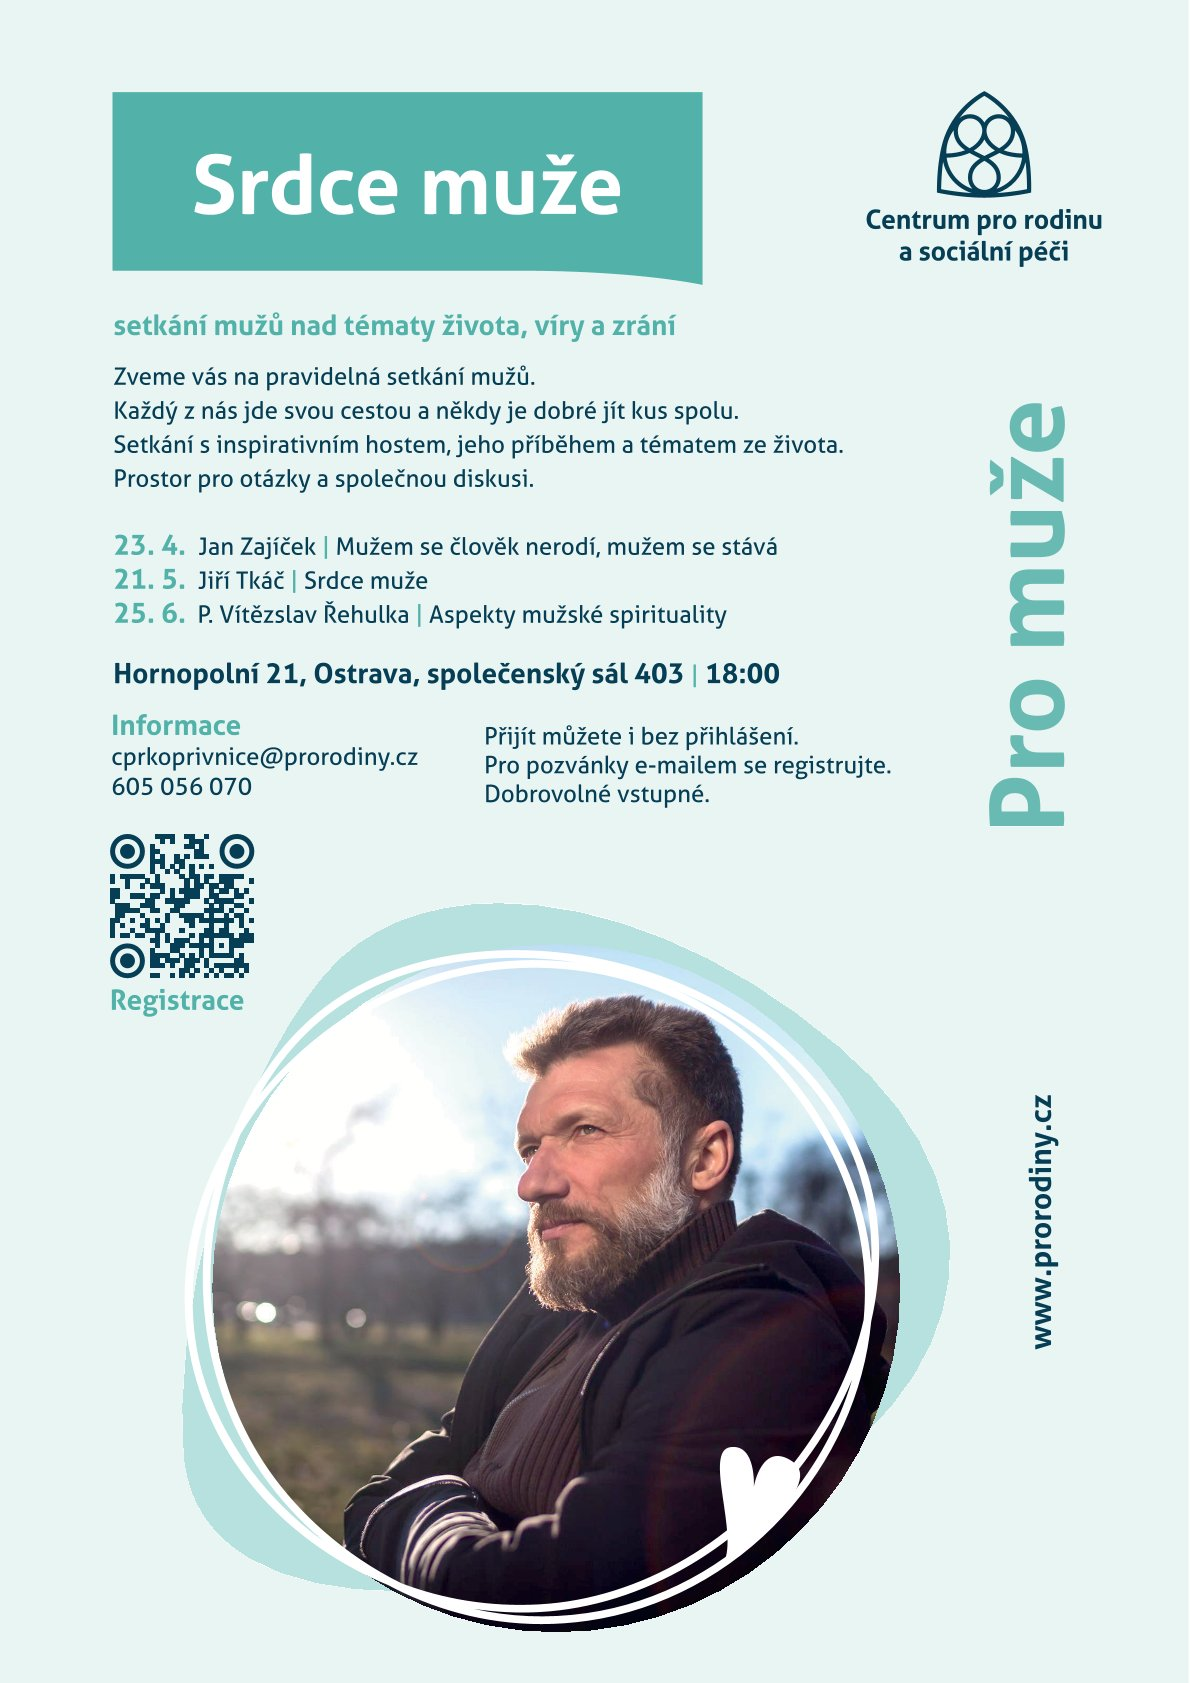 Srdce muže
Centrum pro rodinu
a sociální péči
setkání mužů nad tématy života, víry a zrání
Zveme vás na pravidelná setkání mužů.
Každý z nás jde svou cestou a někdy je dobré jít kus spolu.
Setkání s inspirativním hostem, jeho příběhem a tématem ze života.
Prostor pro otázky a společnou diskusi.
23. 4. Jan Zajíček | Mužem se člověk nerodí, mužem se stává
21. 5. Jiří Tkáč | Srdce muže
25. 6. P. Vítězslav Řehulka | Aspekty mužské spirituality
Hornopolní 21, Ostrava, společenský sál 403 | 18:00
Informace
cprkoprivnice@prorodiny.cz
605 056 070
Přijít můžete i bez přihlášení.
Pro pozvánky e-mailem se registrujte.
Dobrovolné vstupné.
Registrace
Pro muže
www.prorodiny.cz